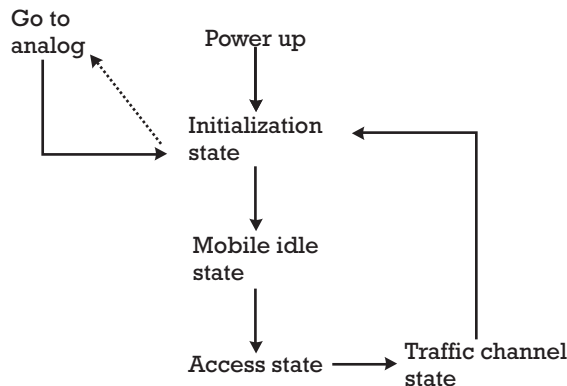 Go to
analog
Power up
Initialization
state
Mobile idle
state
Access state
Traffic channel
state